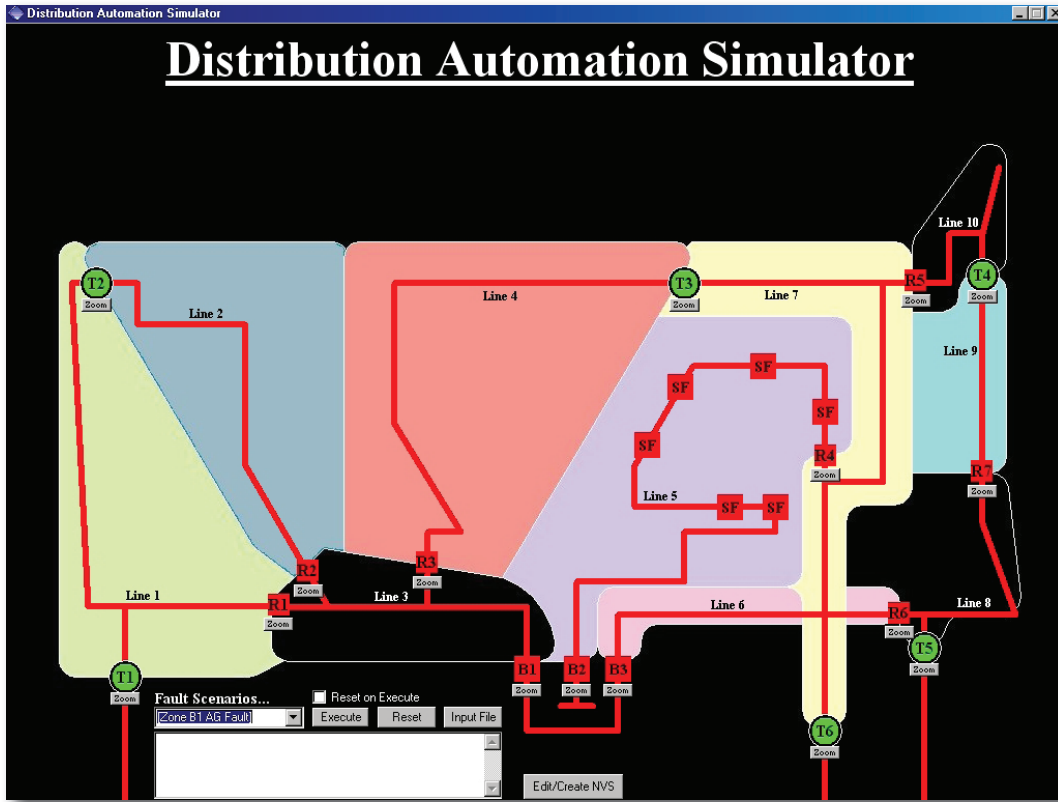 Distribution Automation Simulator
Distribution Automation Simulator
Line 10
T2
Zoom
T3
Zoom
R5
Zoom
T4
Zoom
Line 2
Line 4
Line 7
Line 9
SF
SF
SF
SF
R4
Zoom
R7
Zoom
Line 5
SF
SF
R2
Zoom
R3
Zoom
Line 1
R1
Zoom
Line 3
Line 6
R6
Zoom
Line 8
T5
Zoom
T1
Zoom
B1
Zoom
B2
Zoom
B3
Zoom
T6
Zoom
Fault Scenarios...
Reset on Execute
[Zone B1 AG Fault]
Execute
Reset
Input File
Edit/Create NVS